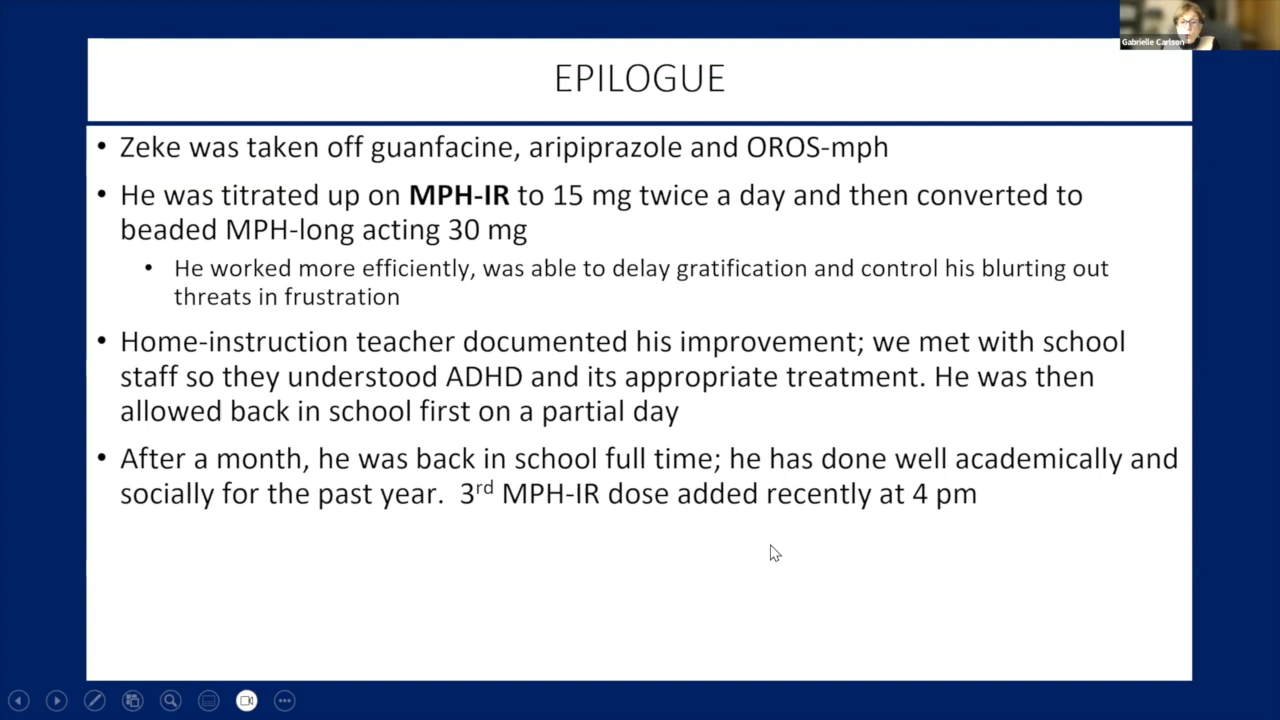 Gabrielle Carlson
EPILOGUE
• Zeke was taken off guanfacine, aripiprazole and OROS-mph
• He was titrated up on MPH-IR to 15 mg twice a day and then converted to
beaded MPH-long acting 30 mg
• He worked more efficiently, was able to delay gratification and control his blurting out
threats in frustration
• Home-instruction teacher documented his improvement; we met with school
staff so they understood ADHD and its appropriate treatment. He was then
allowed back in school first on a partial day
• After a month, he was back in school full time; he has done well academically and
socially for the past year. 3rd MPH-IR dose added recently at 4 pm